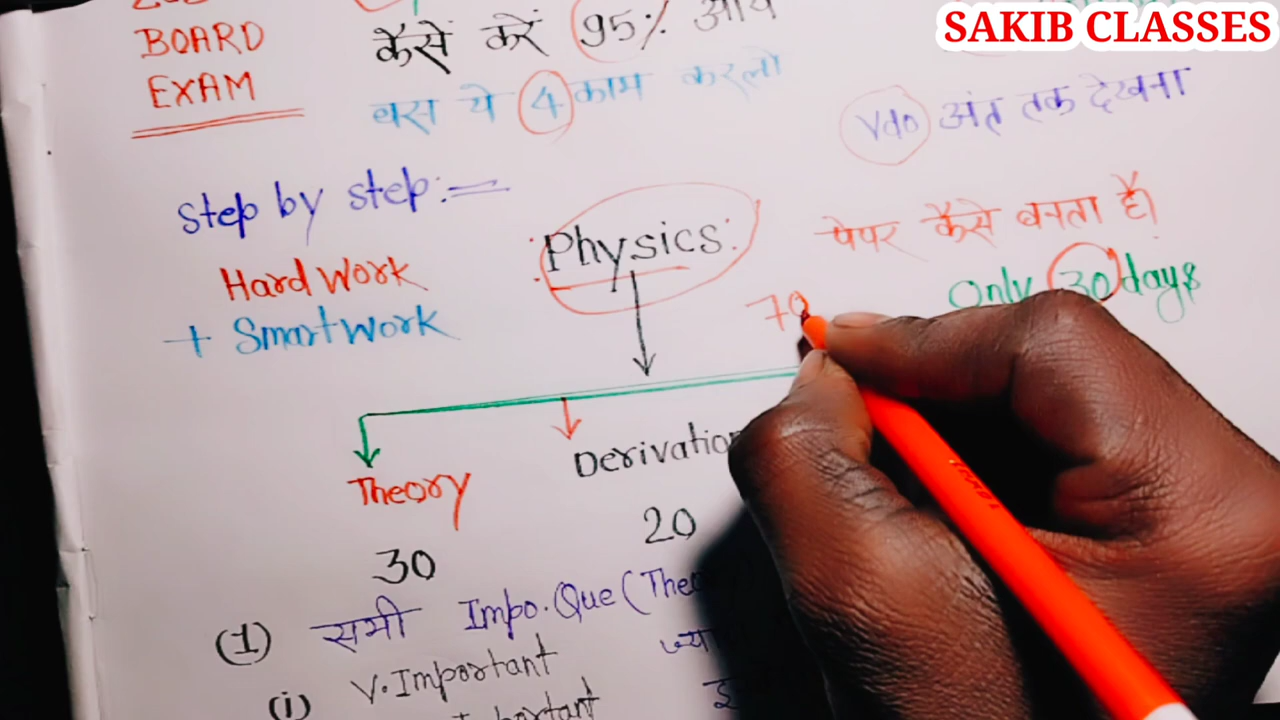 SAKIB CLASSES
BOARD
EXAM
कैसें करें 95%
बस ये 4 काम करलो
Vdo अंत तक देखना
Step by step:=
Physics:
पेपर कैसे बनता है।
Hard Work
+ Smart Work
Only 30 days
70
Theory
Derivation
30
20
(1) सभी Impo. Que (The
(i) V. Important